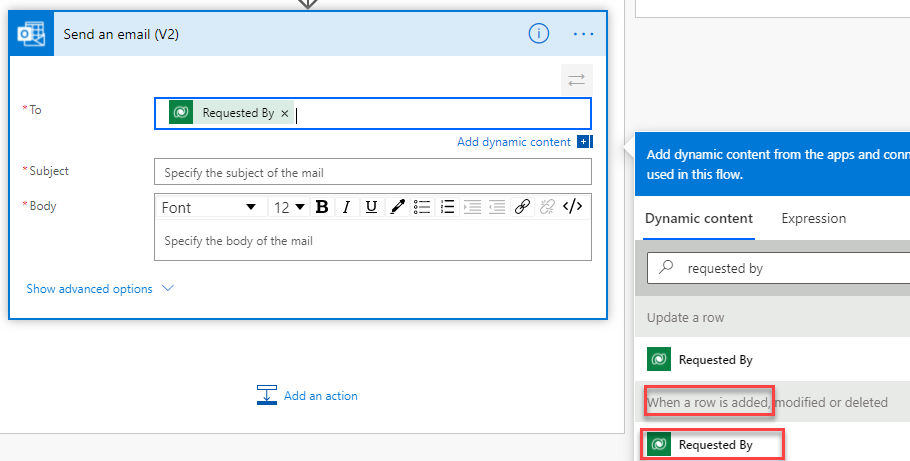 Send an email (V2)
* To
Requested By ×
Add dynamic content
* Subject
Specify the subject of the mail
* Body
Font
12
B I U </>
Specify the body of the mail
Show advanced options
Add an action
Add dynamic content from the apps and conn
used in this flow.
Dynamic content
Expression
requested by
Update a row
Requested By
When a row is added, modified or deleted
Requested By